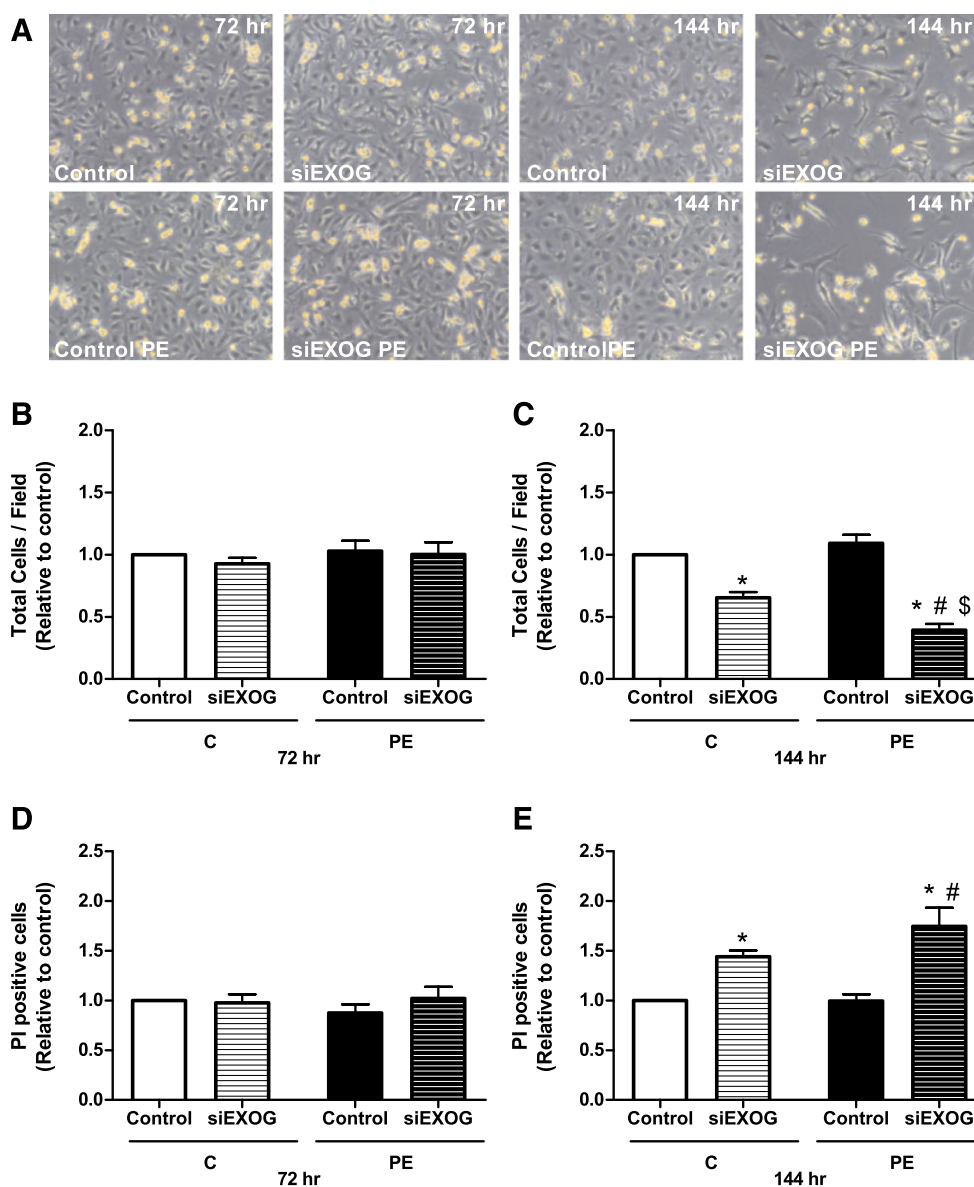 A
72 hr
72 hr
144 hr
144 hr
Control
siEXOG
Control
siEXOG
72 hr
72 hr
144 hr
144 hr
Control PE
siEXOG PE
ControlPE
siEXOG PE
B
Total Cells / Field
(Relative to control)
2.0
1.5
1.0
0.5
0.0
Control siEXOG Control siEXOG
C PE
72 hr
C
Total Cells / Field
(Relative to control)
2.0
1.5
1.0
0.5
0.0
*
* # $
Control siEXOG Control siEXOG
C PE
144 hr
D
PI positive cells
(Relative to control)
2.5
2.0
1.5
1.0
0.5
0.0
Control siEXOG Control siEXOG
C PE
72 hr
E
PI positive cells
(Relative to control)
2.5
2.0
1.5
1.0
0.5
0.0
*
* #
Control siEXOG Control siEXOG
C PE
144 hr